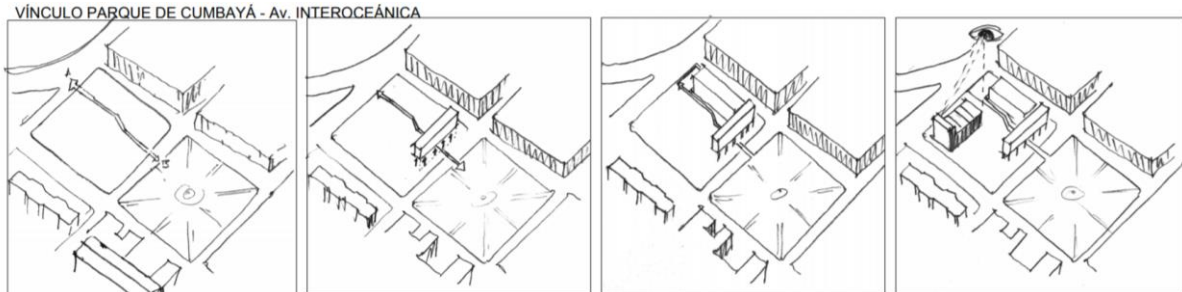 VÍNCULO PARQUE DE CUMBAYÁ - Av. INTEROCEÁNICA
A
B